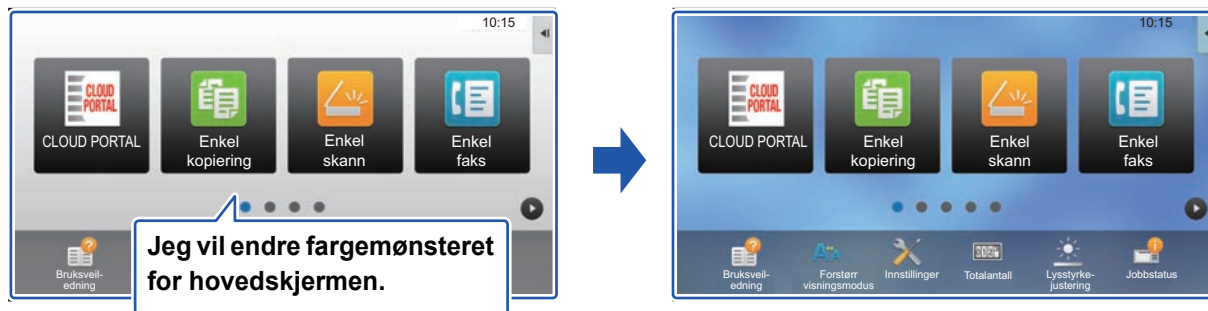 10:15
CLOUD
PORTAL
CLOUD PORTAL
Enkel
kopiering
Enkel
skann
Enkel
faks
Jeg vil endre fargemønsteret
for hovedskjermen.
Bruksveil-
edning
10:15
CLOUD
PORTAL
CLOUD PORTAL
Enkel
kopiering
Enkel
skann
Enkel
faks
Bruksveil-
edning
Forstørr
visningsmodus
Innstillinger
Totalantall
Lysstyrke-
justering
Jobbstatus